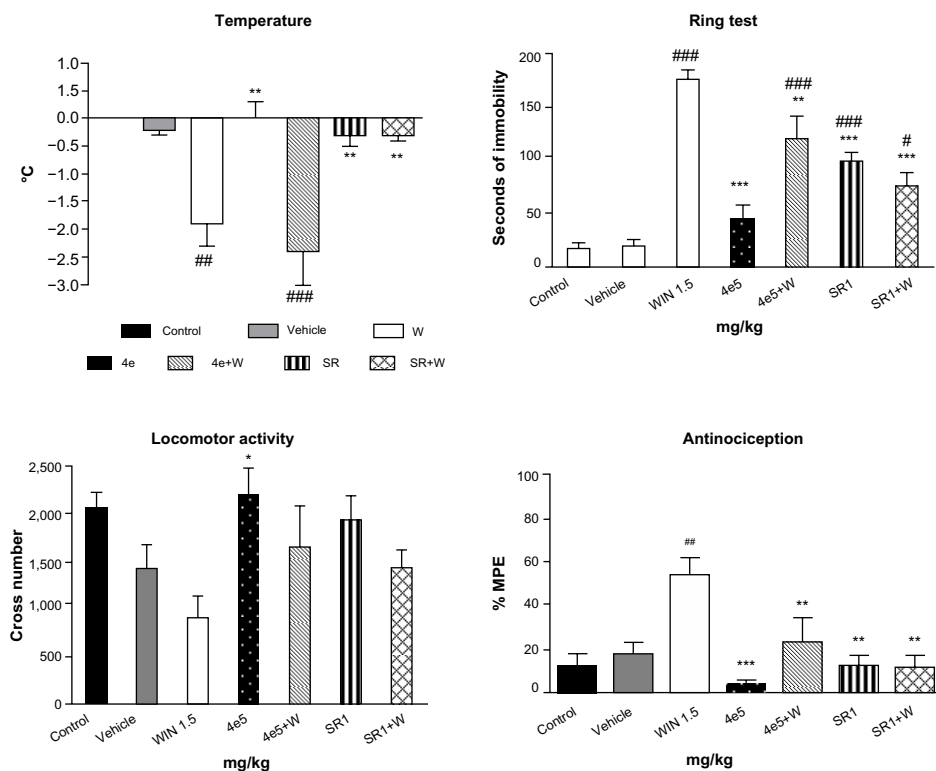 Temperature
1.0
1.5
0.0
−0.5
−1.0
−1.5
−2.0
−2.5
−3.0
°C
**
##
###
**
**
Control
Vehicle
W
4e
4e+W
SR
SR+W
Ring test
200
150
100
50
0
Seconds of immobility
###
***
###
**
###
***
#
***
Control
Vehicle
WIN 1.5
4e5
4e5+W
SR1
SR1+W
mg/kg
Locomotor activity
2,500
2,000
1,500
1,000
500
0
Cross number
*
Control
Vehicle
WIN 1.5
4e5
4e5+W
SR1
SR1+W
mg/kg
Antinociception
100
80
60
40
20
0
% MPE
##
***
**
**
**
Control
Vehicle
WIN 1.5
4e5
4e5+W
SR1
SR1+W
mg/kg